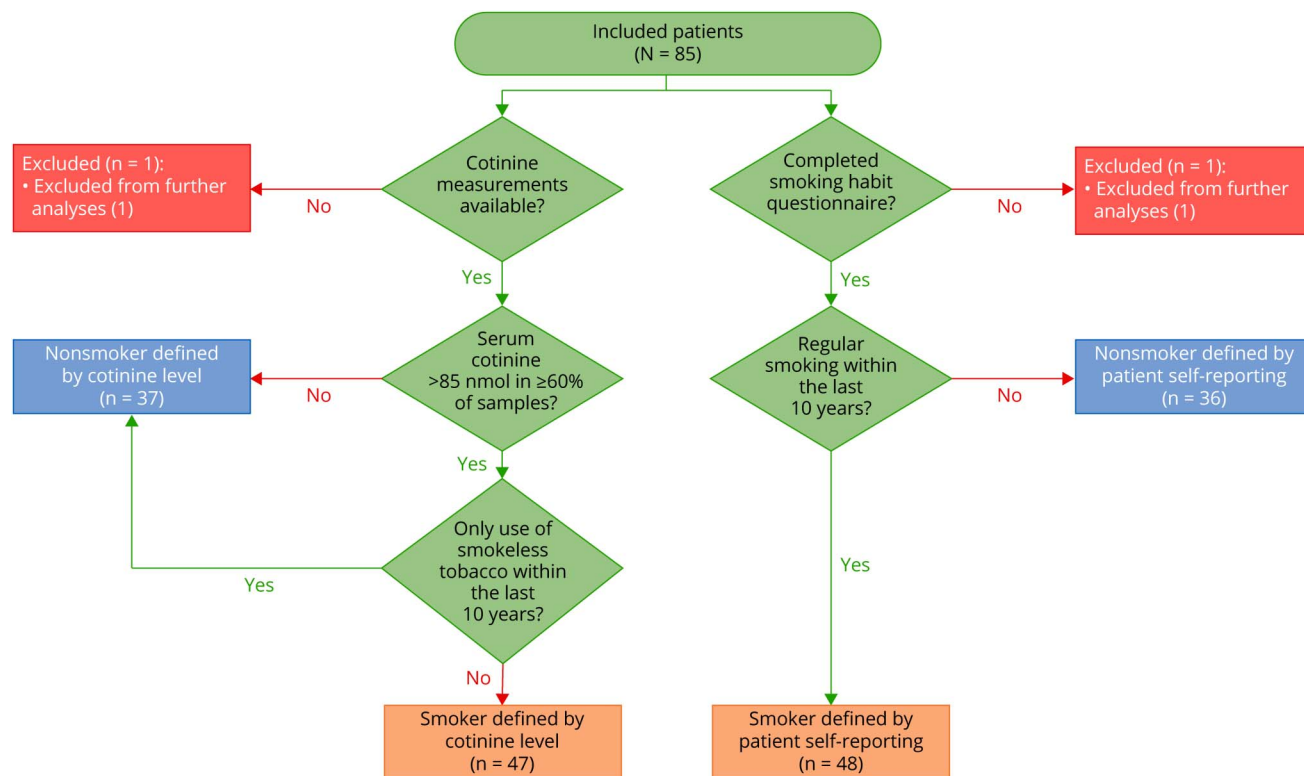 Included patients
(N = 85)
Cotinine
measurements
available?
Completed
smoking habit
questionnaire?
Excluded (n = 1):
• Excluded from further
analyses (1)
No
Excluded (n = 1):
• Excluded from further
analyses (1)
No
Yes
Yes
Nonsmoker defined
by cotinine level
(n = 37)
No
Serum
cotinine
>85 nmol in ≥60%
of samples?
Regular
smoking within
the last
10 years?
No
Nonsmoker defined by
patient self-reporting
(n = 36)
Yes
Only use of
smokeless
tobacco within
the last
10 years?
Yes
Yes
No
Smoker defined by
cotinine level
(n = 47)
Smoker defined by
patient self-reporting
(n = 48)